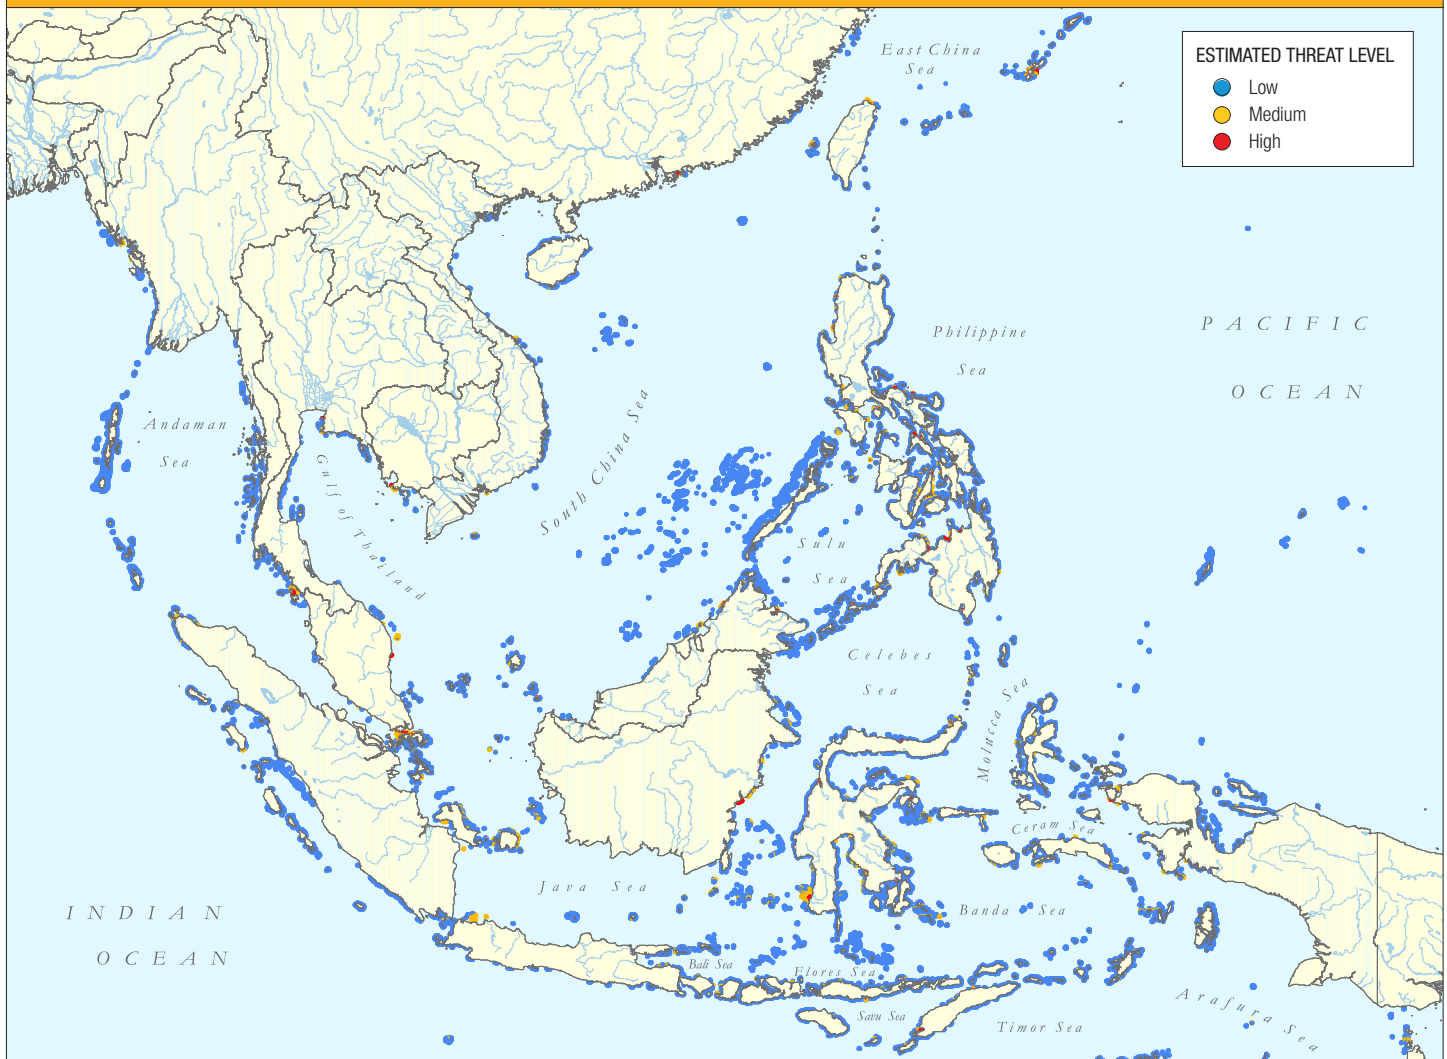 East China
Sea
ESTIMATED THREAT LEVEL
Low
Medium
High
PACIFIC
OCEAN
Philippine
Sea
Andaman
Sea
Gulf of Thailand
South China Sea
Sulu
Sea
Celebes
Sea
Molucca Sea
Ceram Sea
Java Sea
Banda Sea
INDIAN
OCEAN
Bali Sea
Flores Sea
Savu Sea
Timor Sea
Arafura Sea